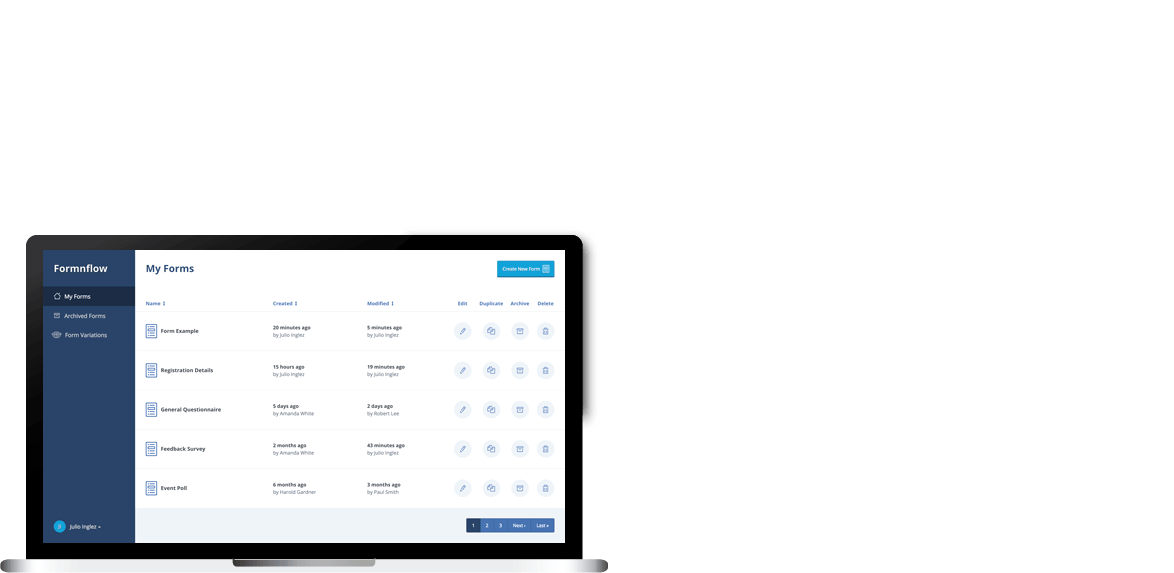 Formnflow
My Forms
Archived Forms
Form Variations
JI Julio Inglez
My Forms
Create New Form
Name Created Modified Edit Duplicate Archive Delete
Form Example
20 minutes ago
by Julio Inglez
5 minutes ago
by Julio Inglez
Registration Details
15 hours ago
by Julio Inglez
19 minutes ago
by Julio Inglez
General Questionnaire
5 days ago
by Amanda White
2 days ago
by Robert Lee
Feedback Survey
2 months ago
by Amanda White
43 minutes ago
by Julio Inglez
Event Poll
6 months ago
by Harold Gardner
3 months ago
by Paul Smith
1 2 3 Next › Last »